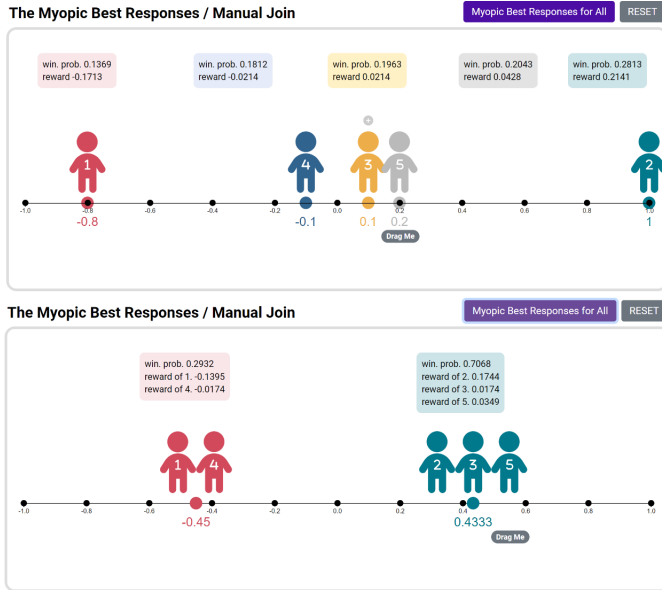 The Myopic Best Responses / Manual Join
Myopic Best Responses for All
RESET
win. prob. 0.1369
reward -0.1713
win. prob. 0.1812
reward -0.0214
win. prob. 0.1963
reward 0.0214
win. prob. 0.2043
reward 0.0428
win. prob. 0.2813
reward 0.2141
+
1
4
3
5
2
-1.0 -0.8 -0.6 -0.4 -0.2 0.0 0.2 0.4 0.6 0.8 1.0
-0.8 -0.1 0.1 0.2 1
Drag Me
The Myopic Best Responses / Manual Join
Myopic Best Responses for All
RESET
win. prob. 0.2932
reward of 1. -0.1395
reward of 4. -0.0174
win. prob. 0.7068
reward of 2. 0.1744
reward of 3. 0.0174
reward of 5. 0.0349
1 4 2 3 5
-1.0 -0.8 -0.6 -0.4 -0.2 0.0 0.2 0.4 0.6 0.8 1.0
-0.45 0.4333
Drag Me